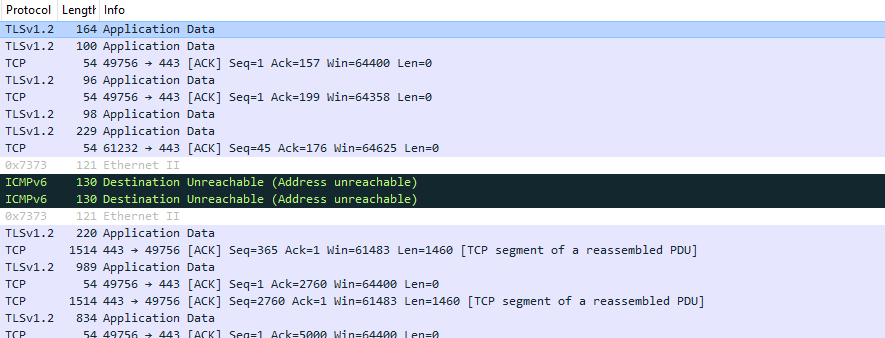 Protocol Length Info
TLSv1.2 164 Application Data
TLSv1.2 100 Application Data
TCP 54 49756 → 443 [ACK] Seq=1 Ack=157 Win=64400 Len=0
TLSv1.2 96 Application Data
TCP 54 49756 → 443 [ACK] Seq=1 Ack=199 Win=64358 Len=0
TLSv1.2 98 Application Data
TLSv1.2 229 Application Data
TCP 54 61232 → 443 [ACK] Seq=45 Ack=176 Win=64625 Len=0
0x7373 121 Ethernet II
ICMPv6 130 Destination Unreachable (Address unreachable)
ICMPv6 130 Destination Unreachable (Address unreachable)
0x7373 121 Ethernet II
TLSv1.2 220 Application Data
TCP 1514 443 → 49756 [ACK] Seq=365 Ack=1 Win=61483 Len=1460 [TCP segment of a reassembled PDU]
TLSv1.2 989 Application Data
TCP 54 49756 → 443 [ACK] Seq=1 Ack=2760 Win=64400 Len=0
TCP 1514 443 → 49756 [ACK] Seq=2760 Ack=1 Win=61483 Len=1460 [TCP segment of a reassembled PDU]
TLSv1.2 834 Application Data
TCP 54 49756 → 443 [ACK] Seq=1 Ack=5000 Win=64400 Len=0